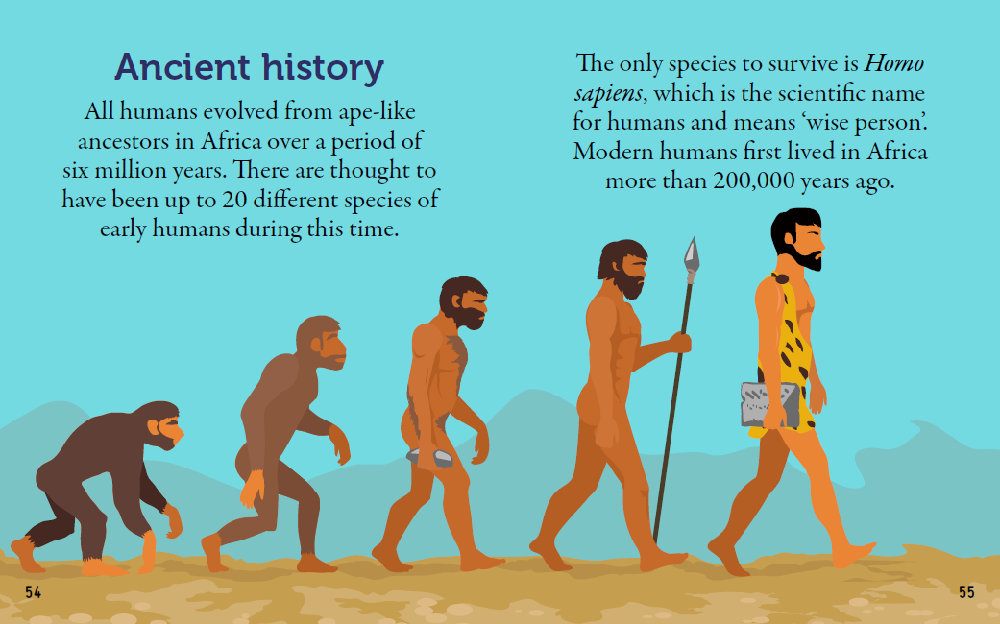 Ancient history
All humans evolved from ape-like
ancestors in Africa over a period of
six million years. There are thought to
have been up to 20 different species of
early humans during this time.
54
The only species to survive is Homo
sapiens, which is the scientific name
for humans and means ‘wise person’.
Modern humans first lived in Africa
more than 200,000 years ago.
55